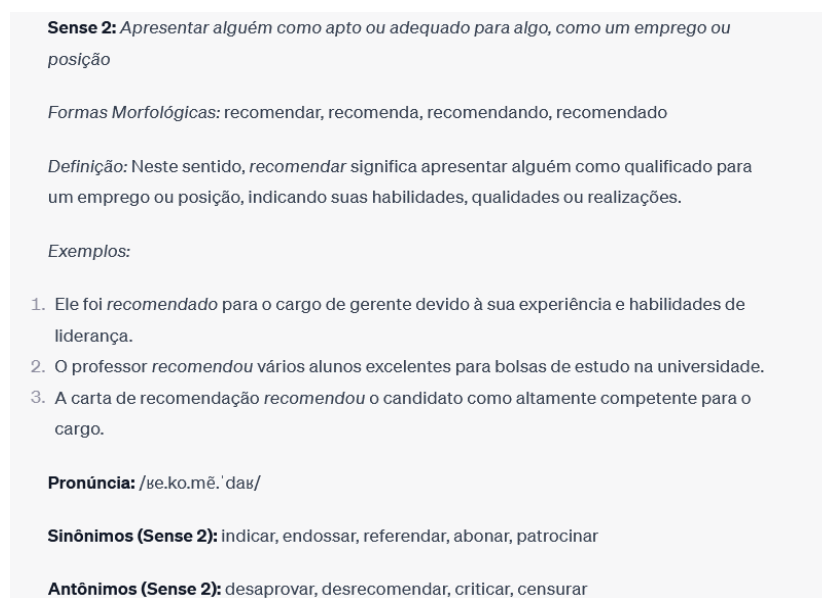 Sense 2: Apresentar alguém como apto ou adequado para algo, como um emprego ou
posição
Formas Morfológicas: recomendar, recomenda, recomendando, recomendado
Definição: Neste sentido, recomendar significa apresentar alguém como qualificado para
um emprego ou posição, indicando suas habilidades, qualidades ou realizações.
Exemplos:
1. Ele foi recomendado para o cargo de gerente devido à sua experiência e habilidades de
liderança.
2. O professor recomendou vários alunos excelentes para bolsas de estudo na universidade.
3. A carta de recomendação recomendou o candidato como altamente competente para o
cargo.
Pronúncia: /ʁe.ko.mẽ.ˈdaʁ/
Sinônimos (Sense 2): indicar, endossar, referendar, abonar, patrocinar
Antônimos (Sense 2): desaprovar, desrecomendar, criticar, censurar